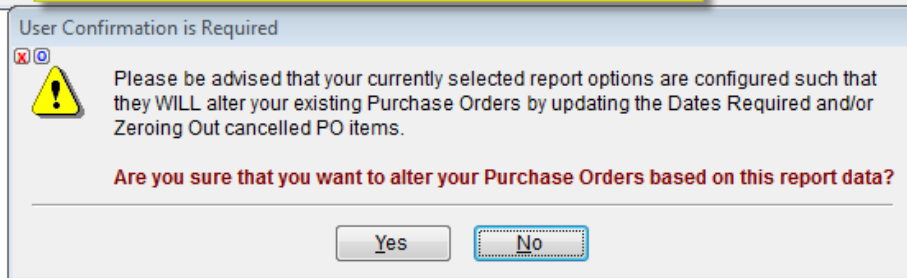 User Confirmation is Required
X O
Please be advised that your currently selected report options are configured such that
they WILL alter your existing Purchase Orders by updating the Dates Required and/or
Zeroing Out cancelled PO items.
Are you sure that you want to alter your Purchase Orders based on this report data?
Yes No